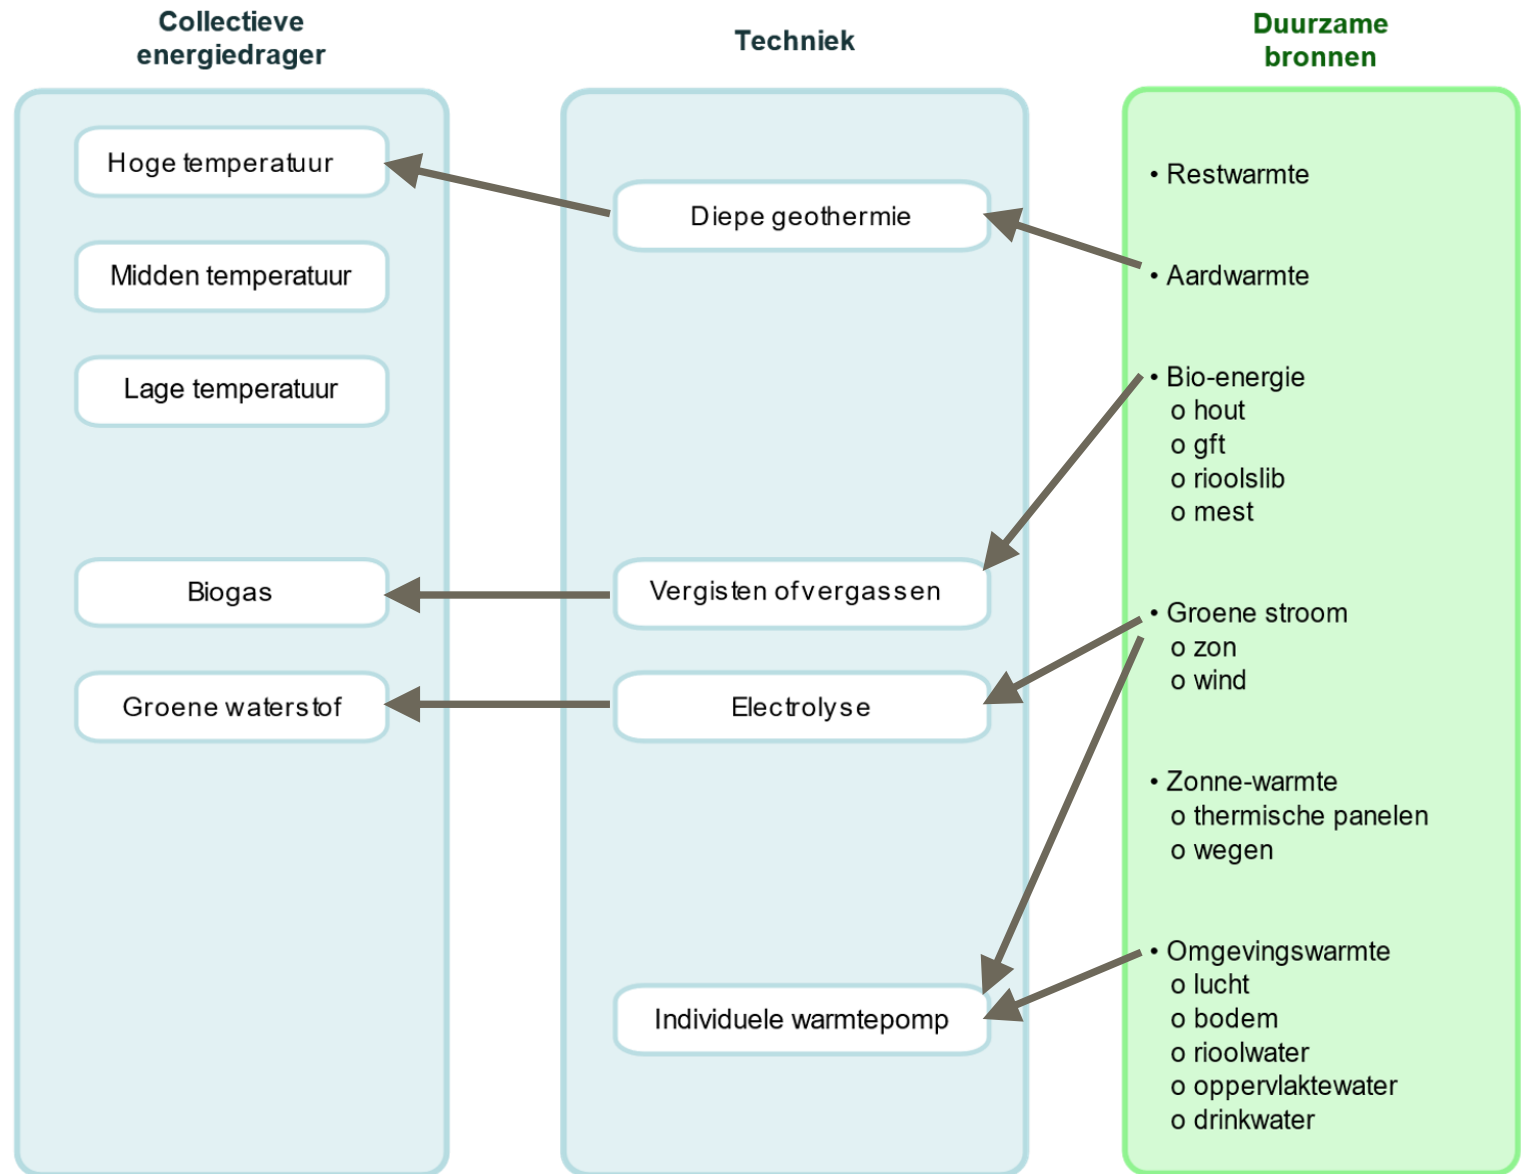 Collectieve
energiedrager
Hoge temperatuur
Midden temperatuur
Lage temperatuur
Biogas
Groene waterstof
Techniek
Diepe geothermie
Vergisten of vergassen
Electrolyse
Individuele warmtepomp
Duurzame
bronnen
• Restwarmte
• Aardwarmte
• Bio-energie
o hout
o gft
o rioolslib
o mest
• Groene stroom
o zon
o wind
• Zonne-warmte
o thermische panelen
o wegen
• Omgevingswarmte
o lucht
o bodem
o rioolwater
o oppervlaktewater
o drinkwater